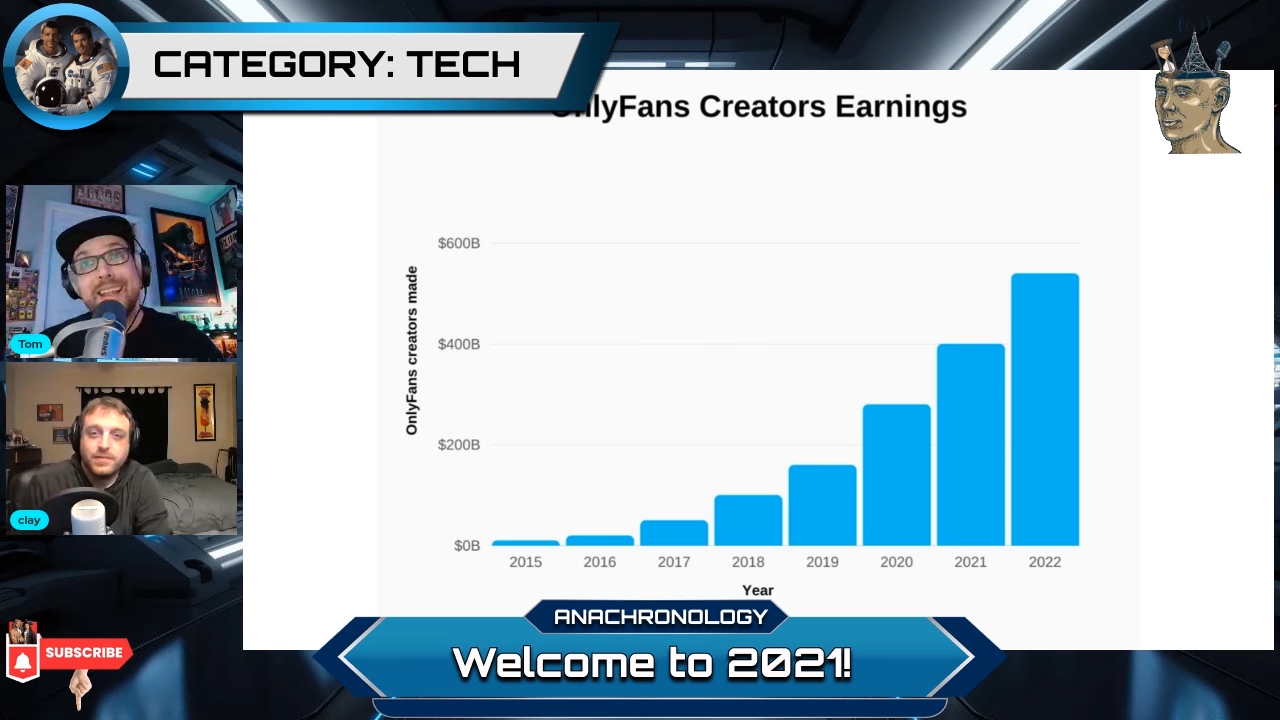 CATEGORY: TECH
OnlyFans Creators Earnings
OnlyFans creators made
$600B
$400B
$200B
$0B
2015 2016 2017 2018 2019 2020 2021 2022
Year
Tom
SHURE
clay
SUBSCRIBE
ANACHRONOLOGY
Welcome to 2021!